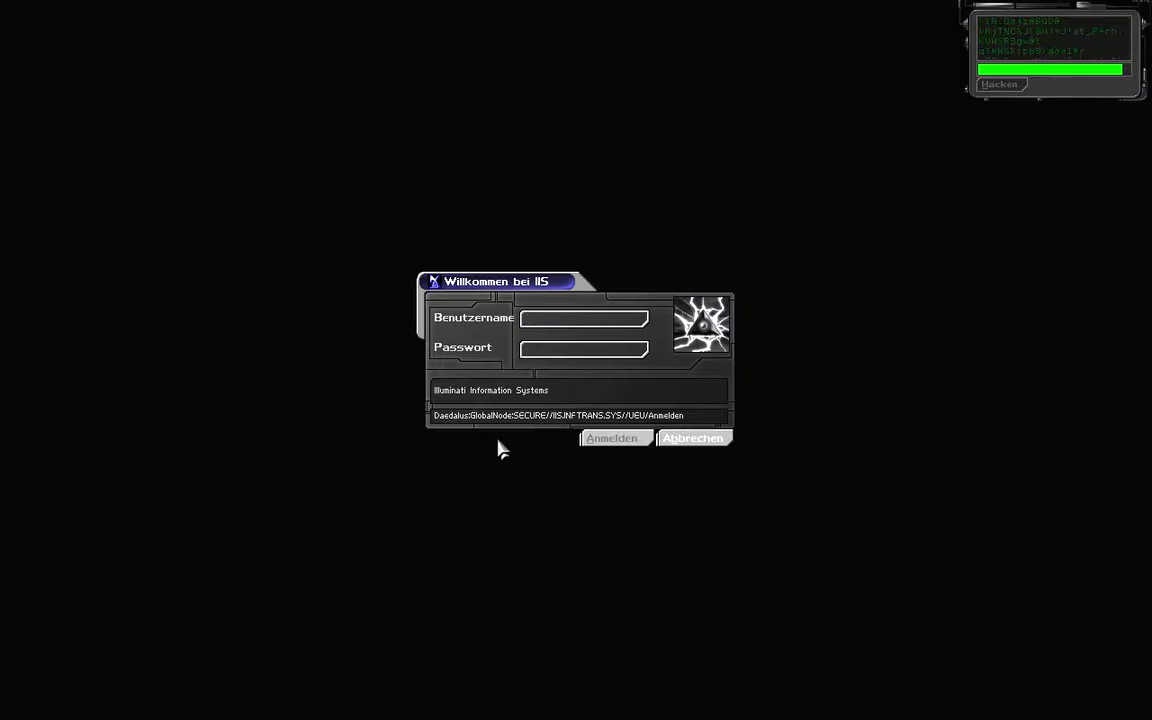 Hacken
Willkommen bei IIS
Benutzername
Passwort
Illuminati Information Systems
Daedalus:GlobalNode:SECURE//IIS.INFTRANS.SYS//UEU/Anmelden
Anmelden
Abbrechen